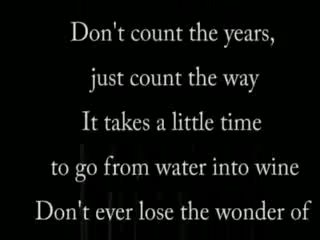 Don't count the years,
just count the way
It takes a little time
to go from water into wine
Don't ever lose the wonder of